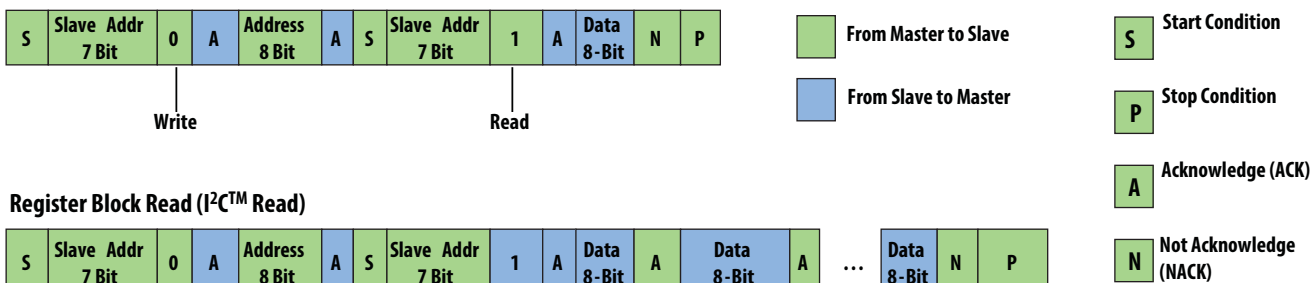 S Slave Addr 7 Bit 0 A Address 8 Bit A S Slave Addr 7 Bit 1 A Data 8-Bit N P
Write Read
From Master to Slave
From Slave to Master
S Start Condition
P Stop Condition
A Acknowledge (ACK)
N Not Acknowledge (NACK)
Register Block Read (I²C™ Read)
S Slave Addr 7 Bit 0 A Address 8 Bit A S Slave Addr 7 Bit 1 A Data 8-Bit A Data 8-Bit A ... Data 8-Bit N P